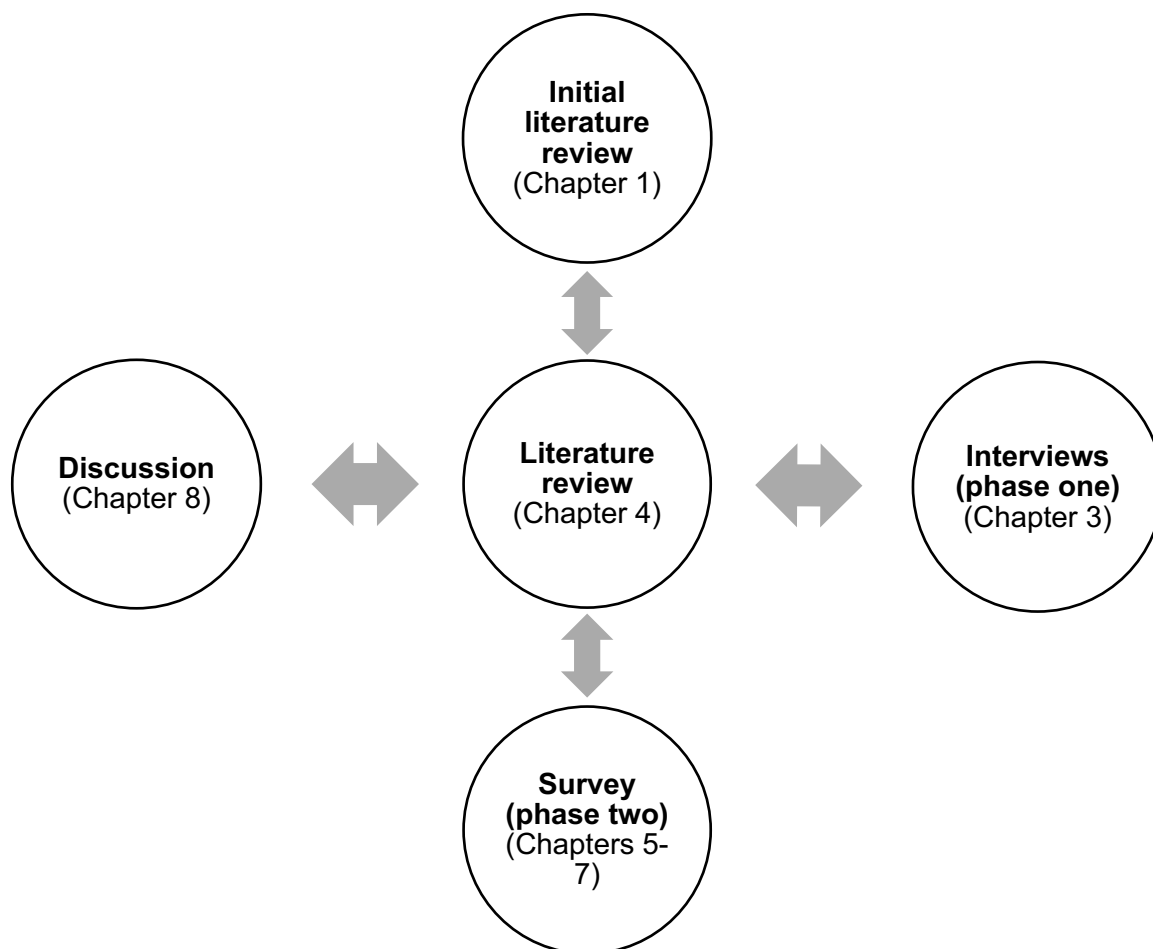 Initial
literature
review
(Chapter 1)
Discussion
(Chapter 8)
Literature
review
(Chapter 4)
Interviews
(phase one)
(Chapter 3)
Survey
(phase two)
(Chapters 5-
7)